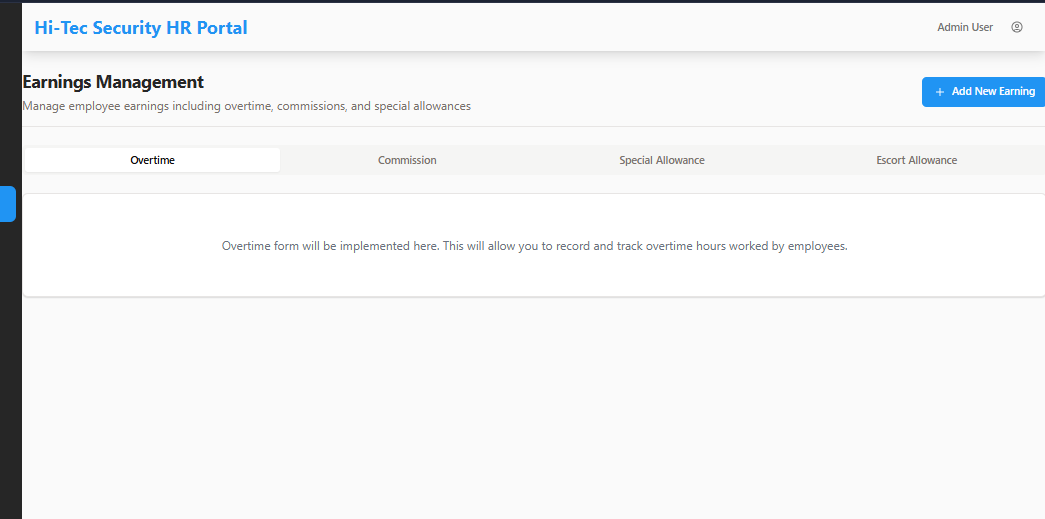 Hi-Tec Security HR Portal
Admin User
Earnings Management
Manage employee earnings including overtime, commissions, and special allowances
+ Add New Earning
Overtime
Commission
Special Allowance
Escort Allowance
Overtime form will be implemented here. This will allow you to record and track overtime hours worked by employees.